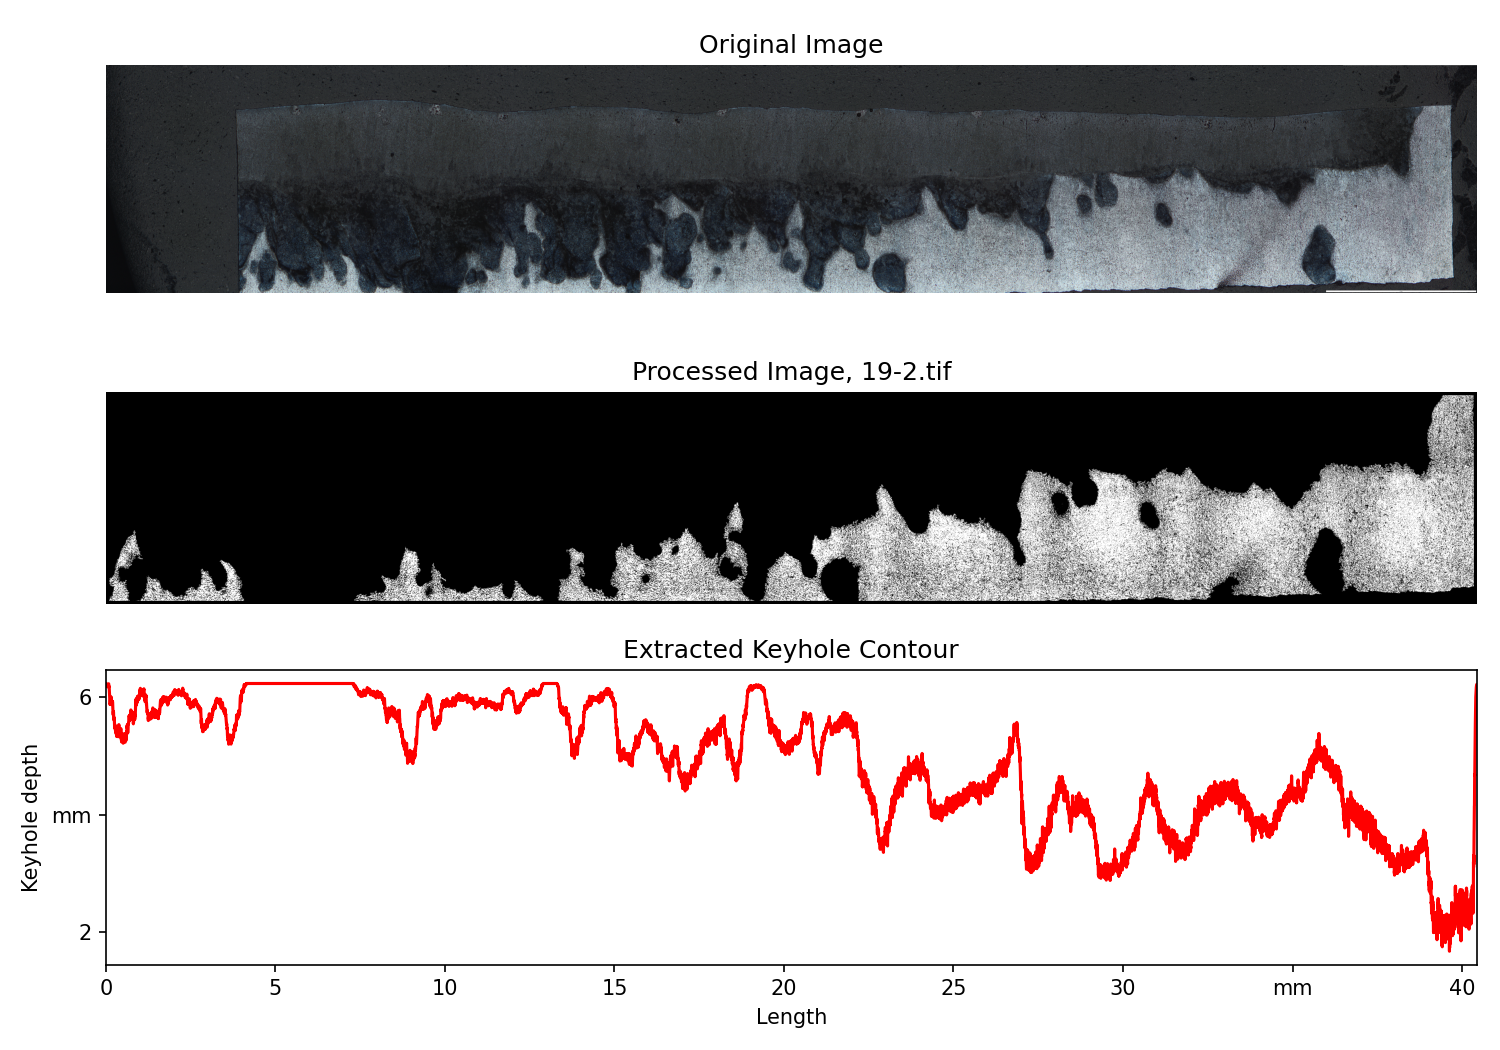 Original Image
Processed Image, 19-2.tif
Extracted Keyhole Contour
Keyhole depth
6
mm
2
0 5 10 15 20 25 30 mm 40
Length